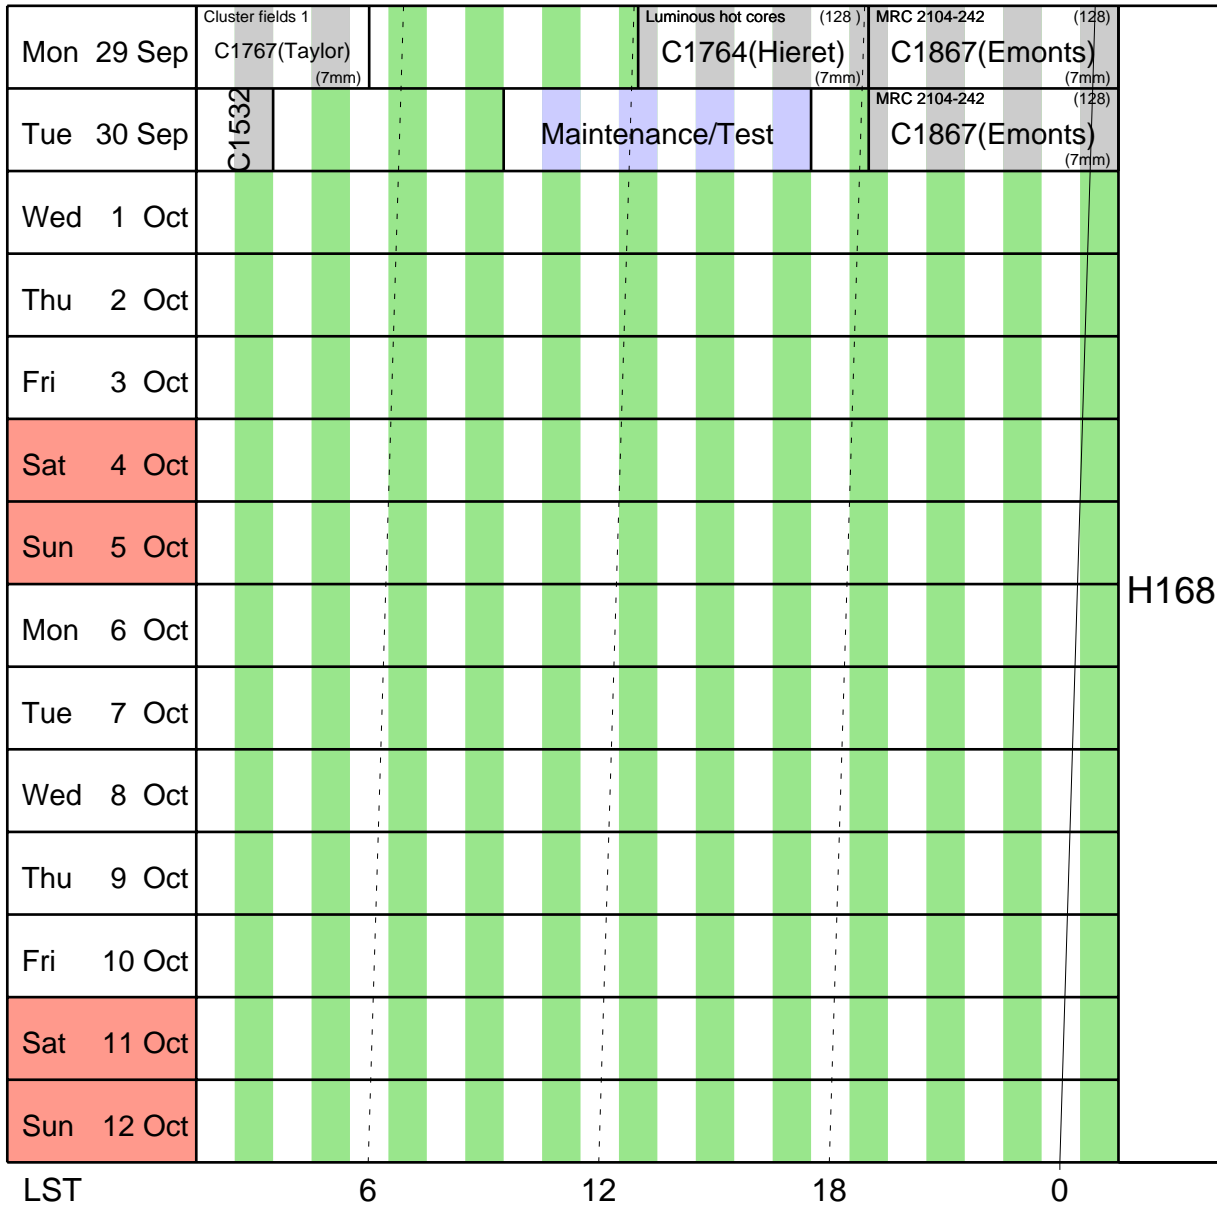 Cluster fields 1
Luminous hot cores (128 )
MRC 2104-242 (128)
Mon 29 Sep
C1767(Taylor)
C1764(Hieret)
C1867(Emonts)
(7mm)
(7mm)
(7mm)
MRC 2104-242 (128)
Tue 30 Sep
C1532
Maintenance/Test
C1867(Emonts)
(7mm)
Wed 1 Oct
Thu 2 Oct
Fri 3 Oct
Sat 4 Oct
Sun 5 Oct
H168
Mon 6 Oct
Tue 7 Oct
Wed 8 Oct
Thu 9 Oct
Fri 10 Oct
Sat 11 Oct
Sun 12 Oct
LST 6 12 18 0